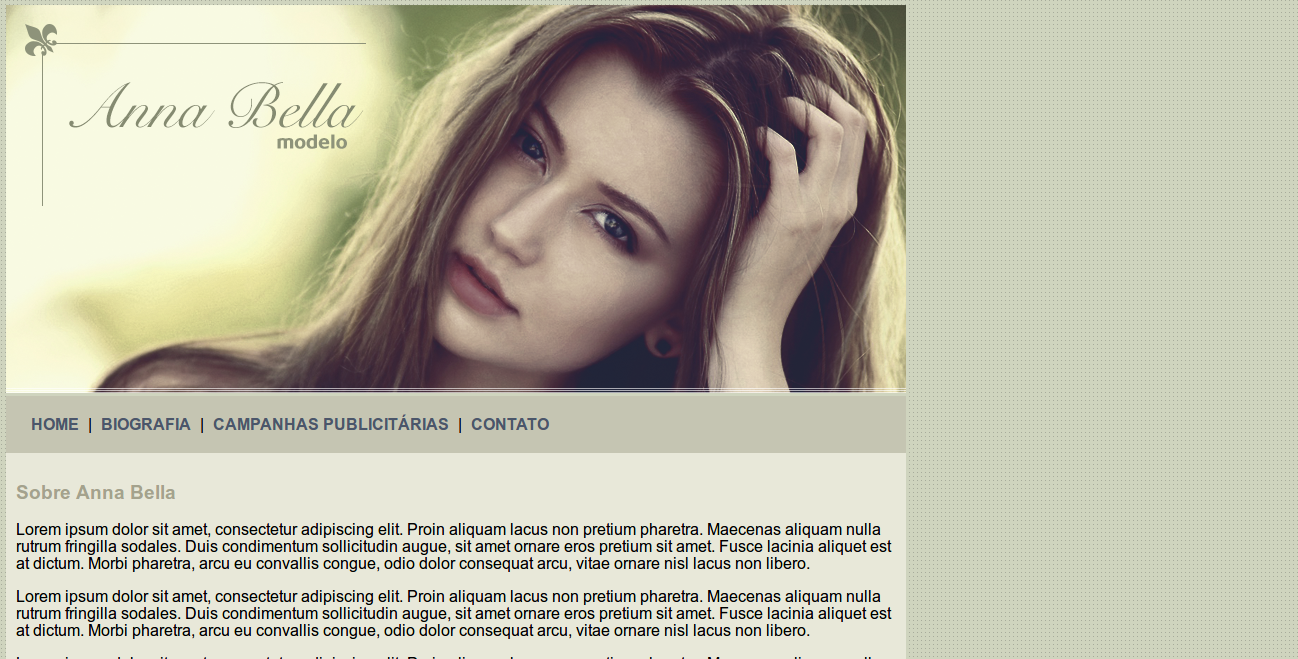 Anna Bella
modelo
HOME | BIOGRAFIA | CAMPANHAS PUBLICITÁRIAS | CONTATO
Sobre Anna Bella
Lorem ipsum dolor sit amet, consectetur adipiscing elit. Proin aliquam lacus non pretium pharetra. Maecenas aliquam nulla
rutrum fringilla sodales. Duis condimentum sollicitudin augue, sit amet ornare eros pretium sit amet. Fusce lacinia aliquet est
at dictum. Morbi pharetra, arcu eu convallis congue, odio dolor consequat arcu, vitae ornare nisl lacus non libero.
Lorem ipsum dolor sit amet, consectetur adipiscing elit. Proin aliquam lacus non pretium pharetra. Maecenas aliquam nulla
rutrum fringilla sodales. Duis condimentum sollicitudin augue, sit amet ornare eros pretium sit amet. Fusce lacinia aliquet est
at dictum. Morbi pharetra, arcu eu convallis congue, odio dolor consequat arcu, vitae ornare nisl lacus non libero.